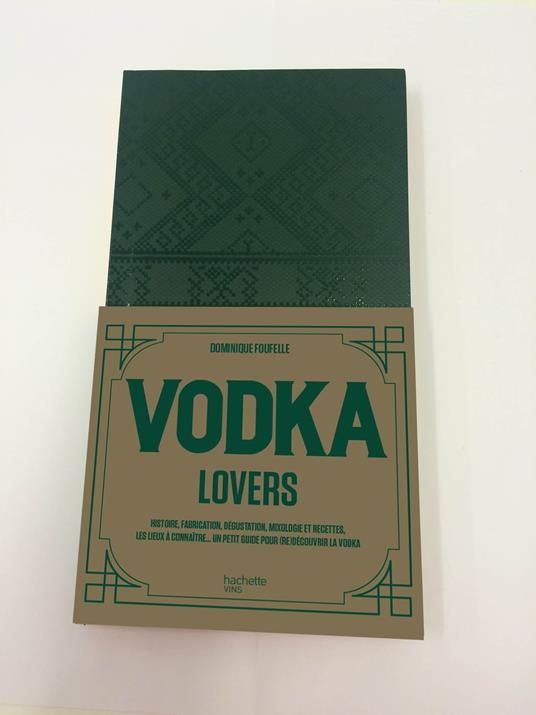 DOMINIQUE FOUFELLE
VODKA
LOVERS
HISTOIRE, FABRICATION, DÉGUSTATION, MIXOLOGIE ET RECETTES,
LES LIEUX À CONNAÎTRE... UN PETIT GUIDE POUR (RE)DÉCOUVRIR LA VODKA
hachette
VINS